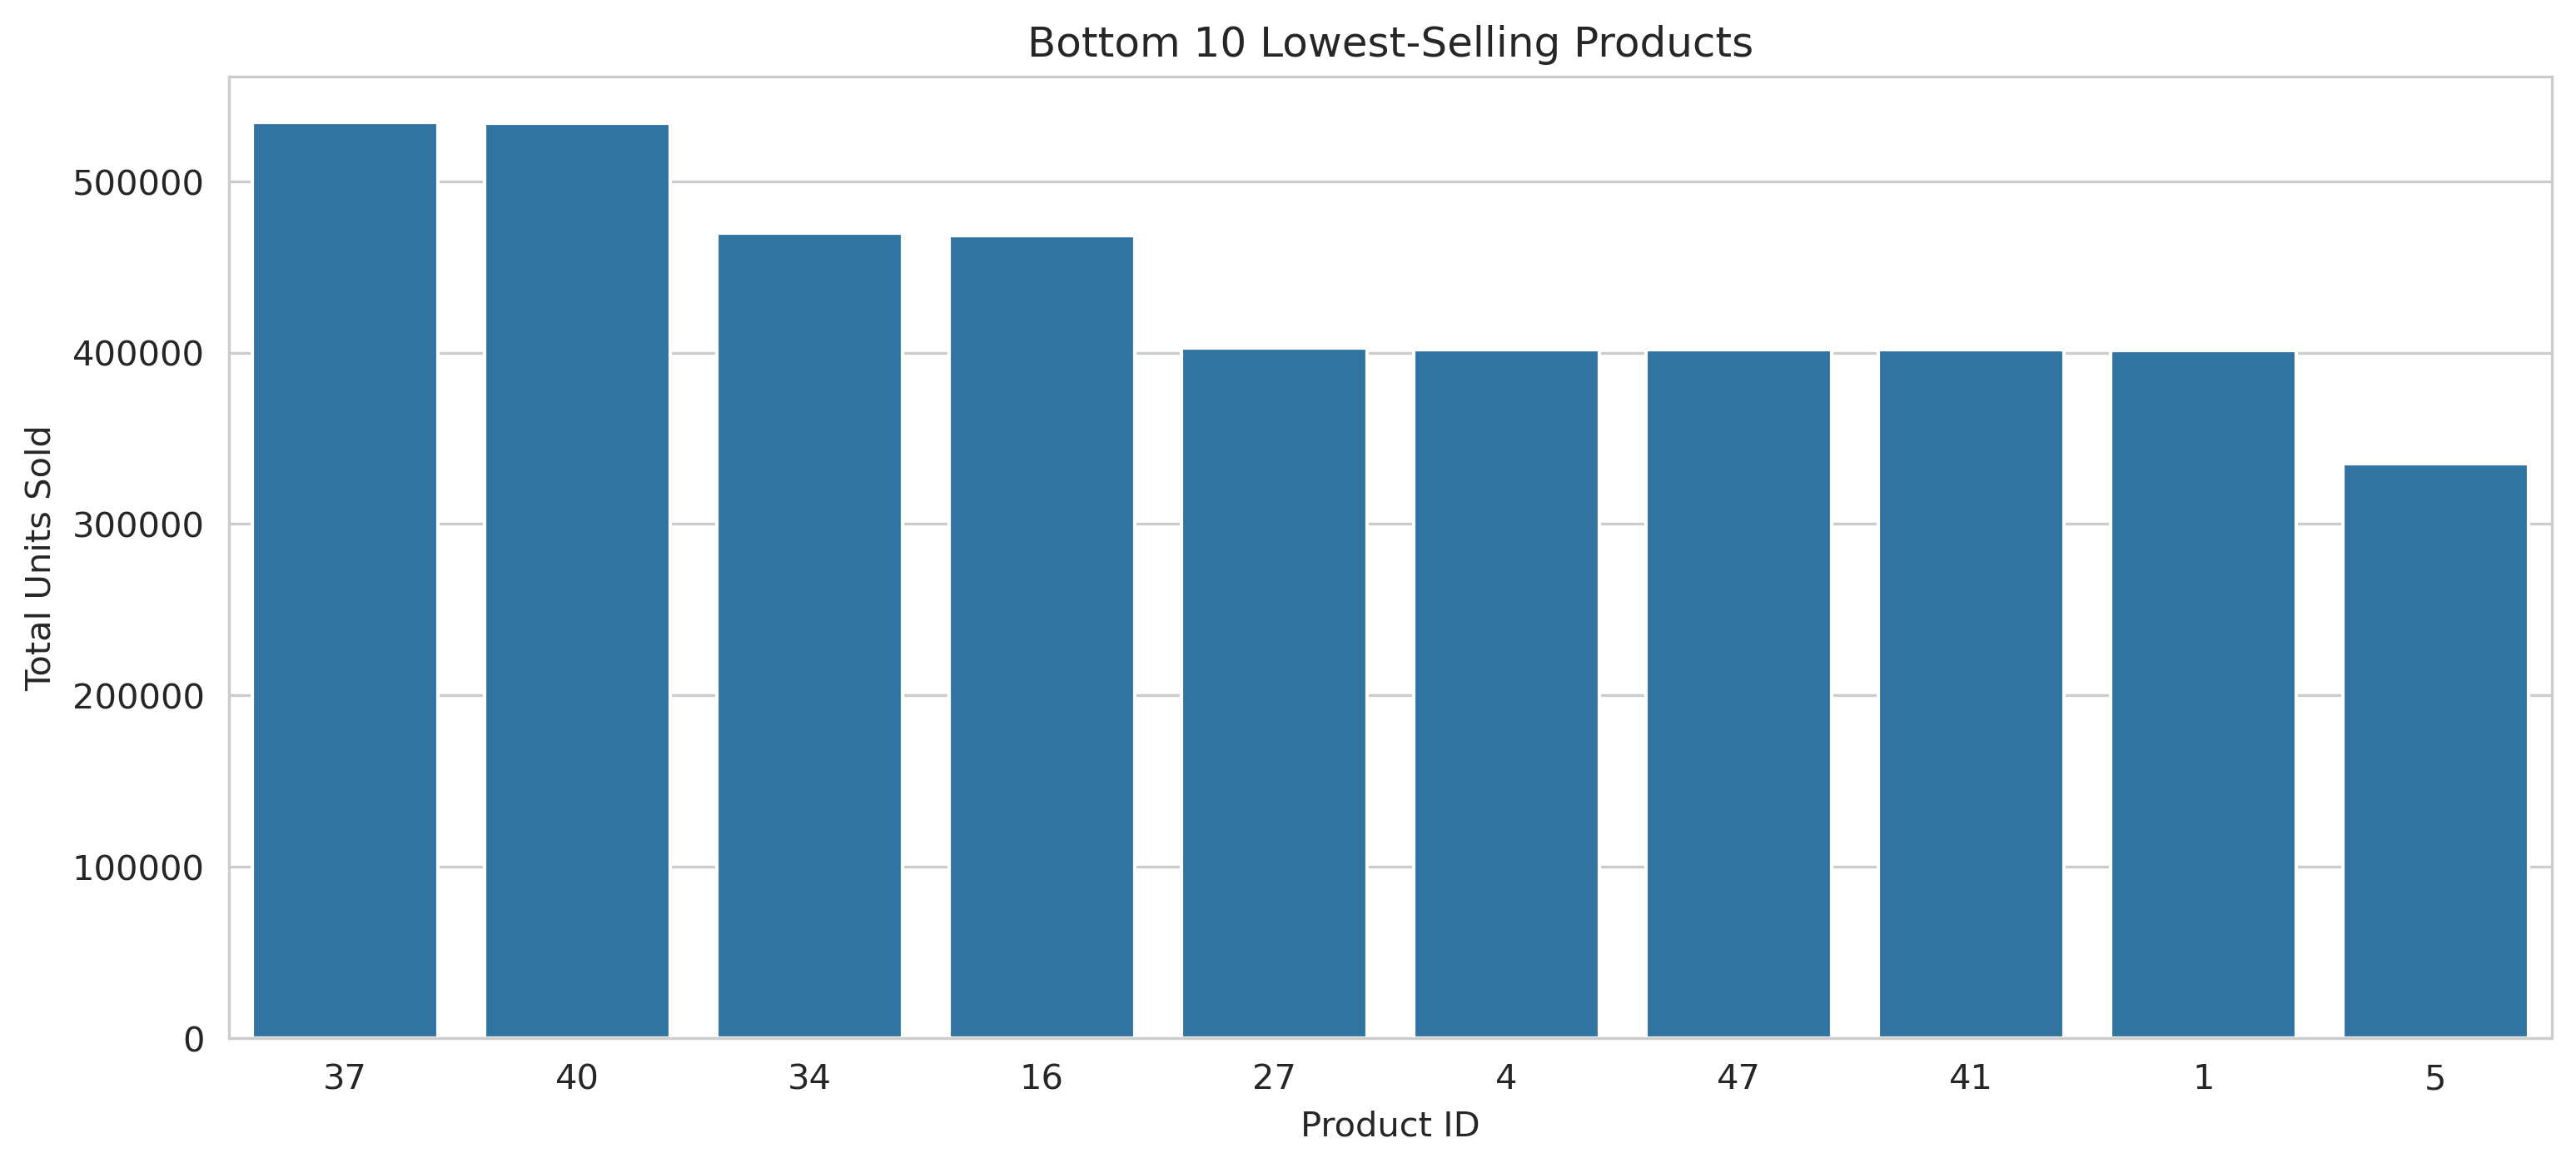 Bottom 10 Lowest-Selling Products
Total Units Sold
500000
400000
300000
200000
100000
0
37 40 34 16 27 4 47 41 1 5
Product ID